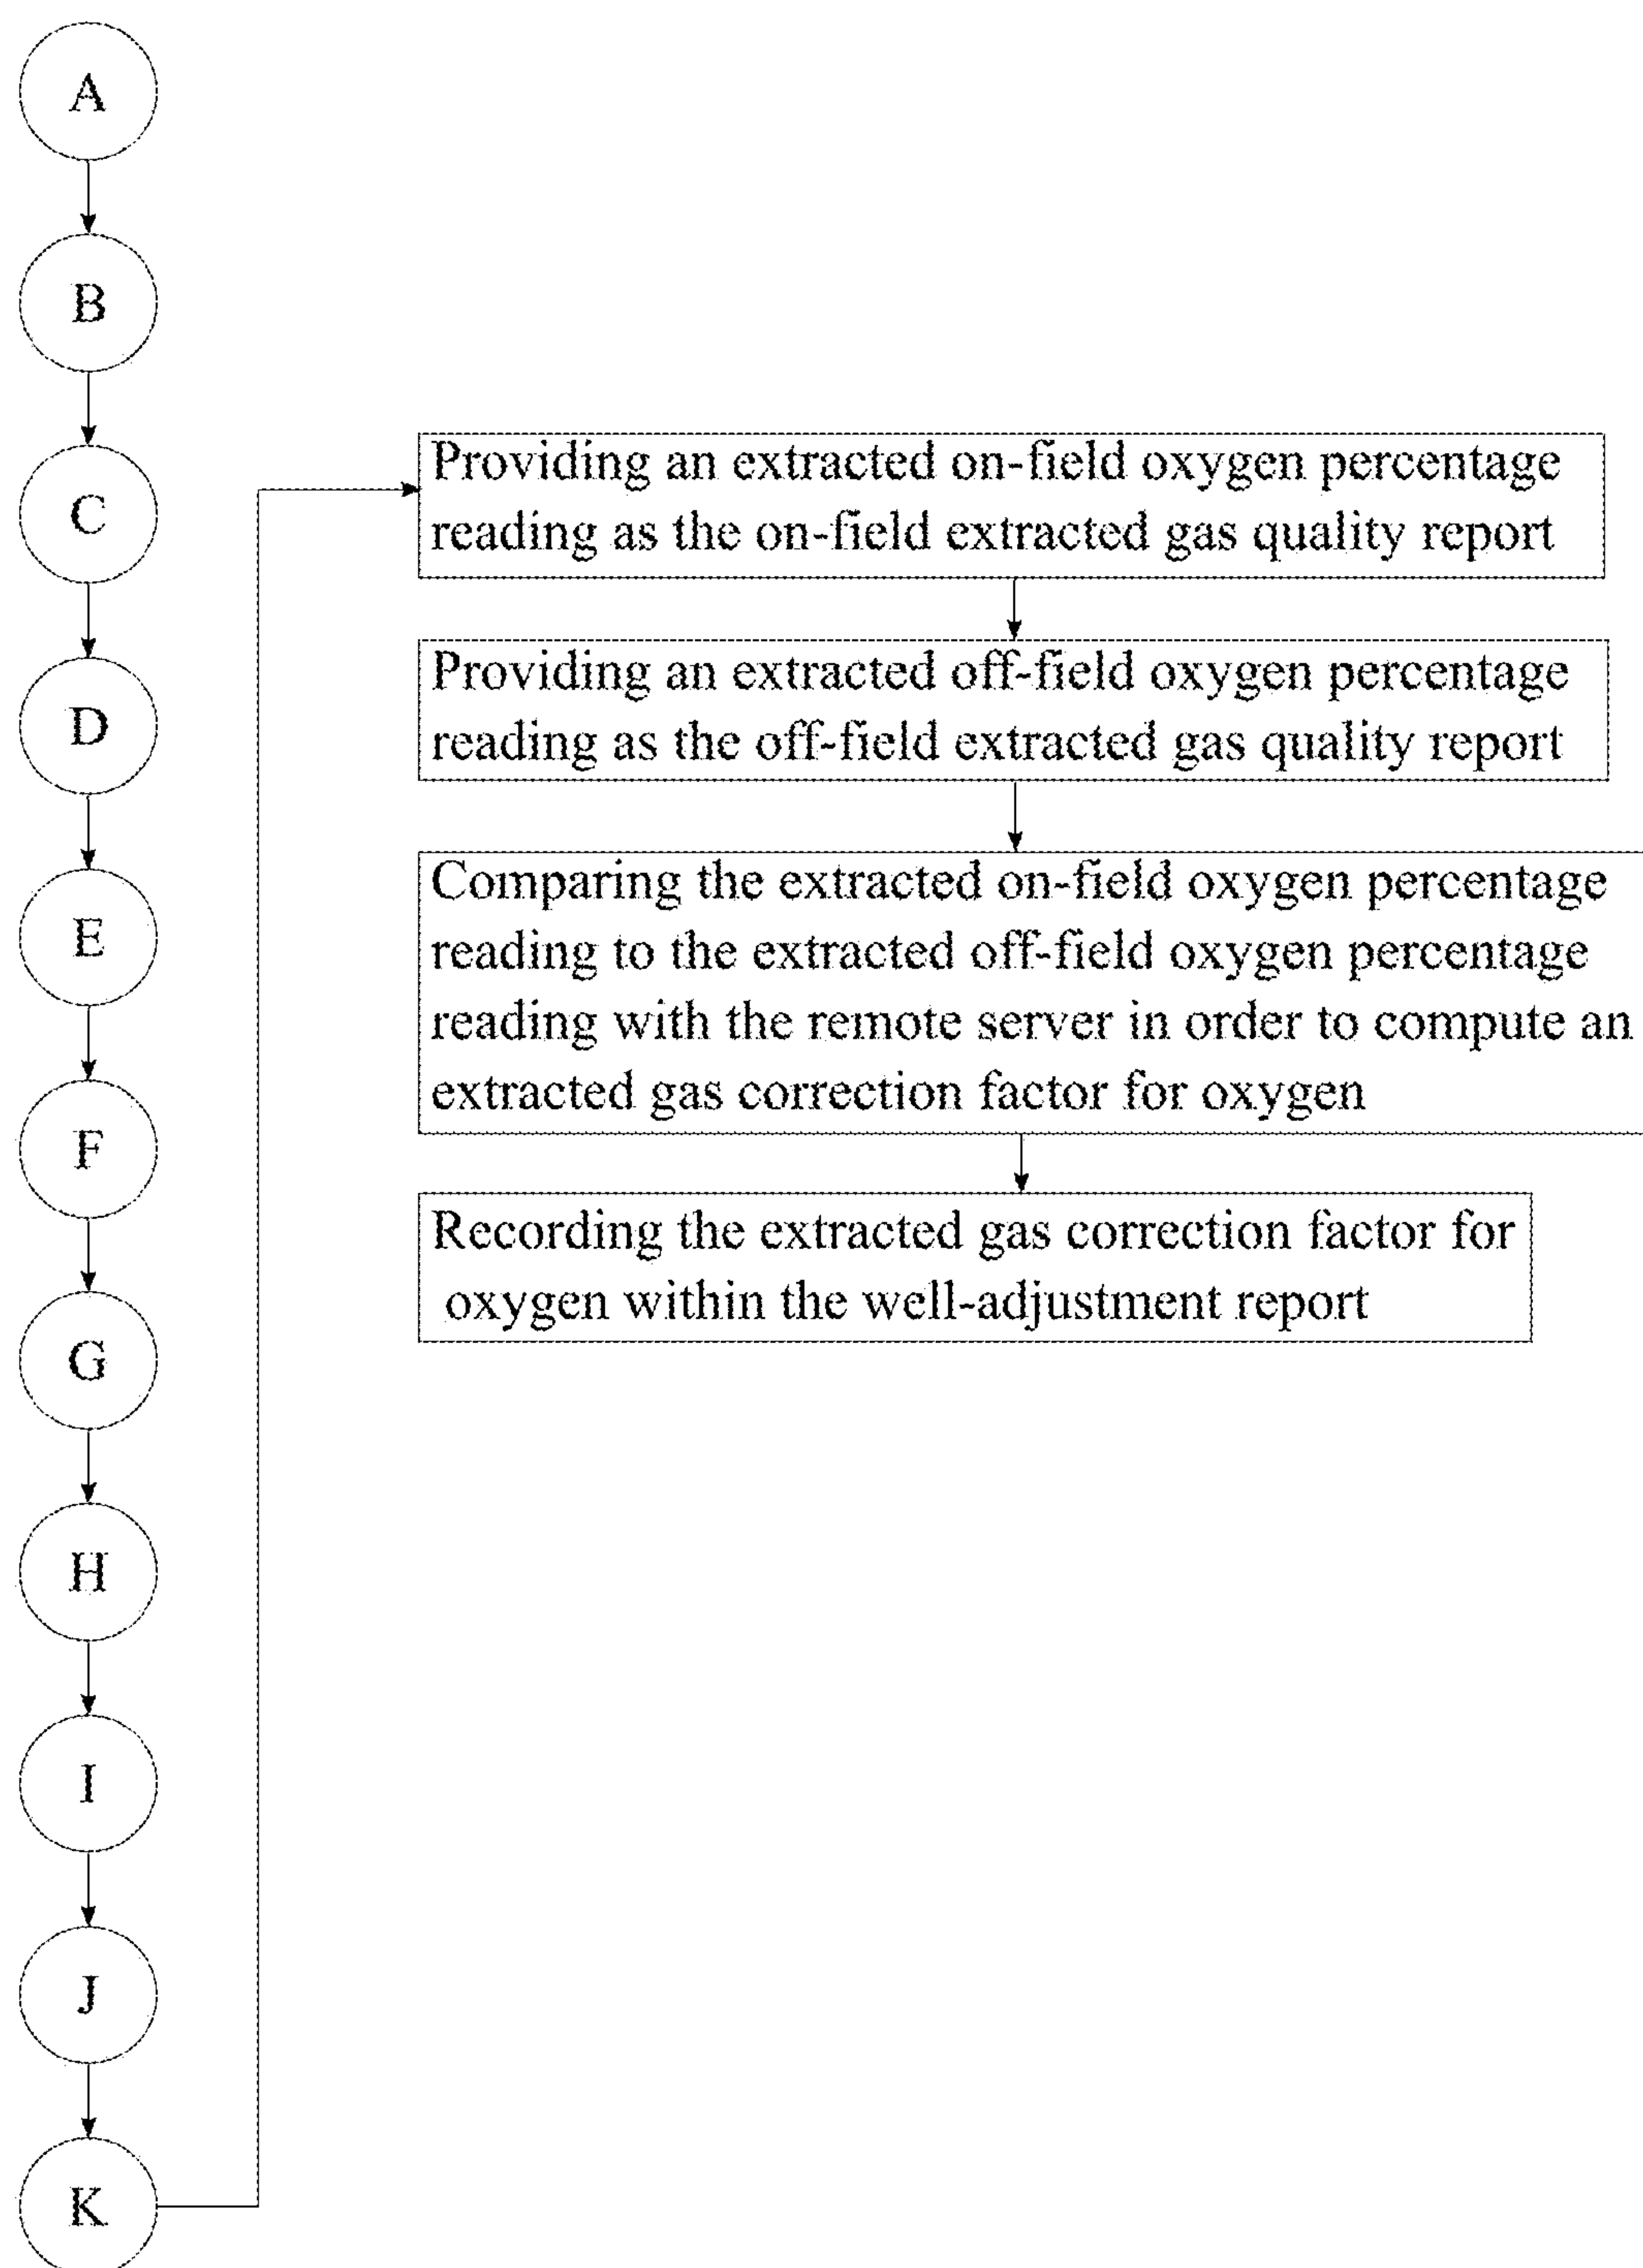 A
B
C
D
E
F
G
H
I
J
K
Providing an extracted on-field oxygen percentage
reading as the on-field extracted gas quality report
Providing an extracted off-field oxygen percentage
reading as the off-field extracted gas quality report
Comparing the extracted on-field oxygen percentage
reading to the extracted off-field oxygen percentage
reading with the remote server in order to compute an
extracted gas correction factor for oxygen
Recording the extracted gas correction factor for
oxygen within the well-adjustment report